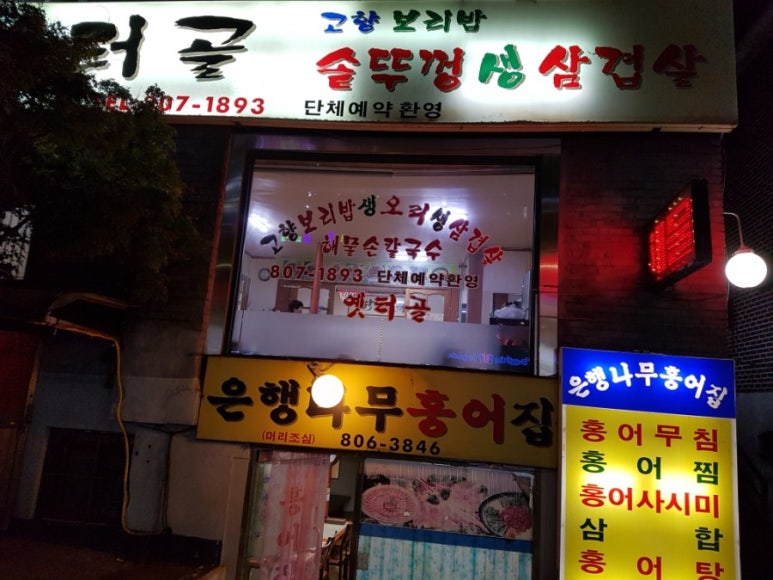 터골
고향 보리밥
솥뚜껑생삼겹살
807-1893 단체예약환영
고향보리밥생오리생삼겹살
해물손칼국수
807-1893 단체예약환영
옛터골
은행나무홍어집
(머리조심) 806-3846
은행나무홍어집
홍어무침
홍어찜
홍어사시미
삼합
홍어탕